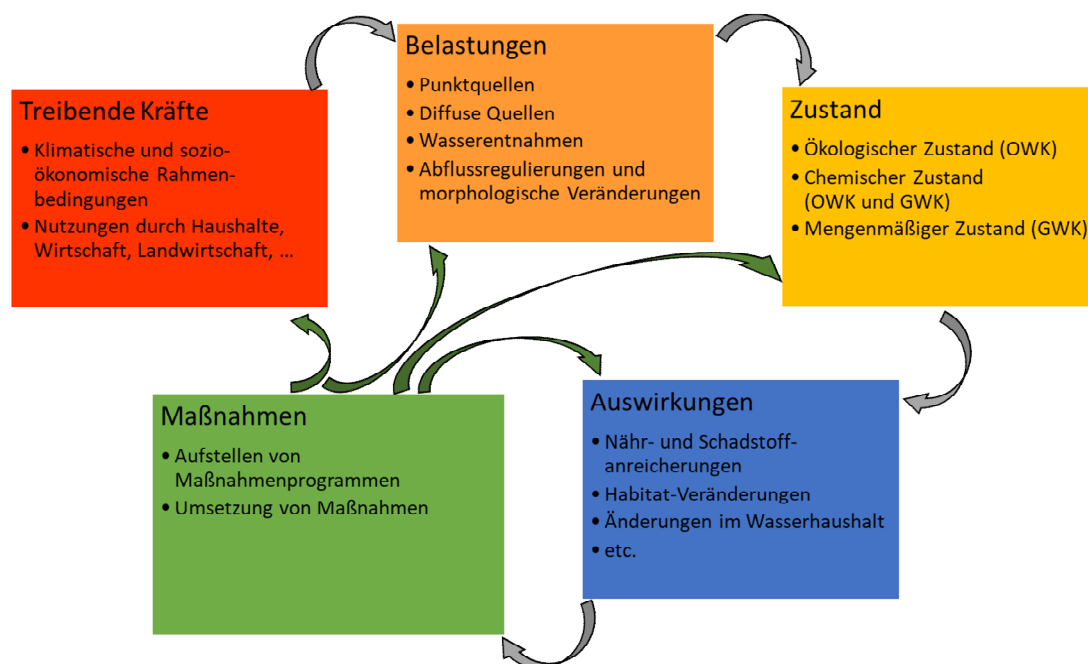 Belastungen
• Punktquellen
• Diffuse Quellen
• Wasserentnahmen
• Abflussregulierungen und
morphologische Veränderungen
Treibende Kräfte
• Klimatische und sozio-
ökonomische Rahmen-
bedingungen
• Nutzungen durch Haushalte,
Wirtschaft, Landwirtschaft, ...
Zustand
• Ökologischer Zustand (OWK)
• Chemischer Zustand
(OWK und GWK)
• Mengenmäßiger Zustand (GWK)
Maßnahmen
• Aufstellen von
Maßnahmenprogrammen
• Umsetzung von Maßnahmen
Auswirkungen
• Nähr- und Schadstoff-
anreicherungen
• Habitat-Veränderungen
• Änderungen im Wasserhaushalt
• etc.